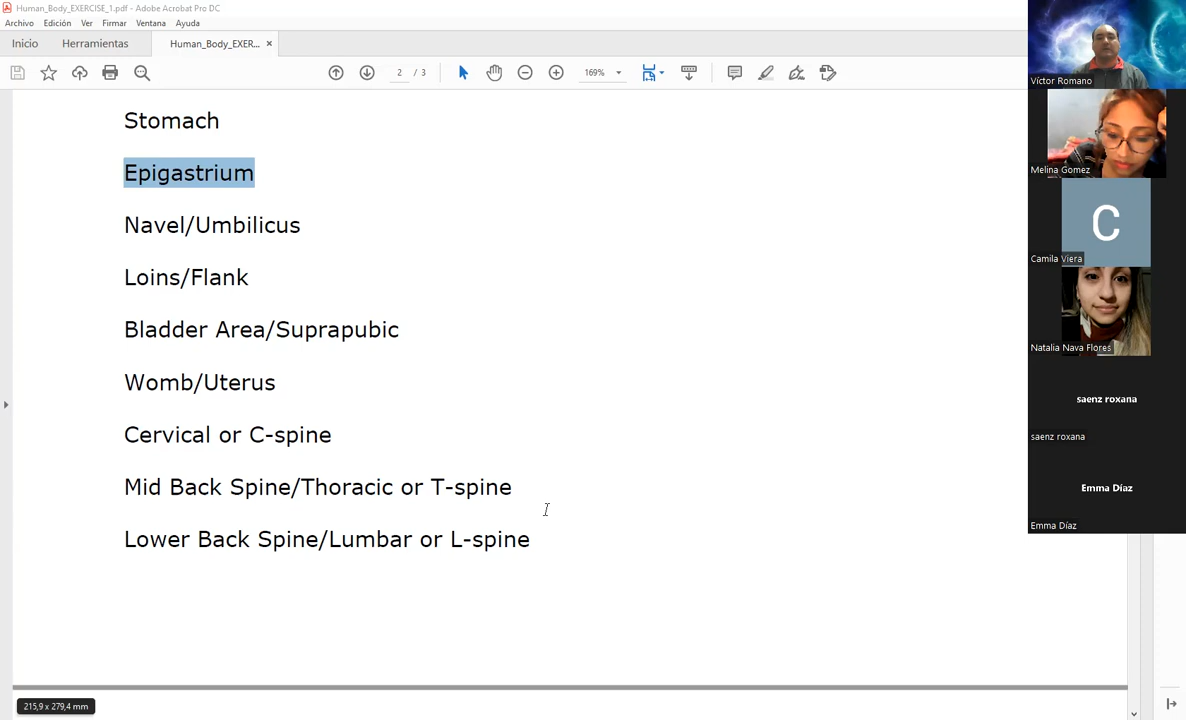 Human_Body_EXERCISE_1.pdf - Adobe Acrobat Pro DC
Archivo Edición Ver Firmar Ventana Ayuda
Inicio Herramientas Human_Body_EXER... ×
2 / 3 169%
Stomach
Epigastrium
Navel/Umbilicus
Loins/Flank
Bladder Area/Suprapubic
Womb/Uterus
Cervical or C-spine
Mid Back Spine/Thoracic or T-spine
Lower Back Spine/Lumbar or L-spine
215,9 x 279,4 mm
Víctor Romano
Melina Gomez
C
Camila Viera
Natalia Nava Flores
saenz roxana
saenz roxana
Emma Díaz
Emma Díaz